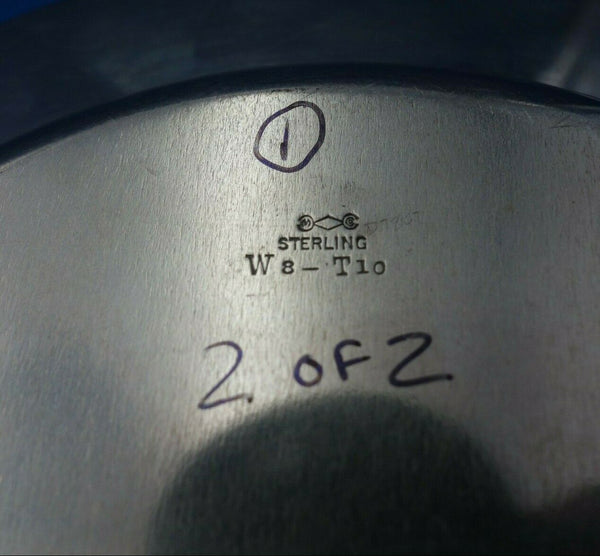 1
STERLING
W8-T10
2 OF 2